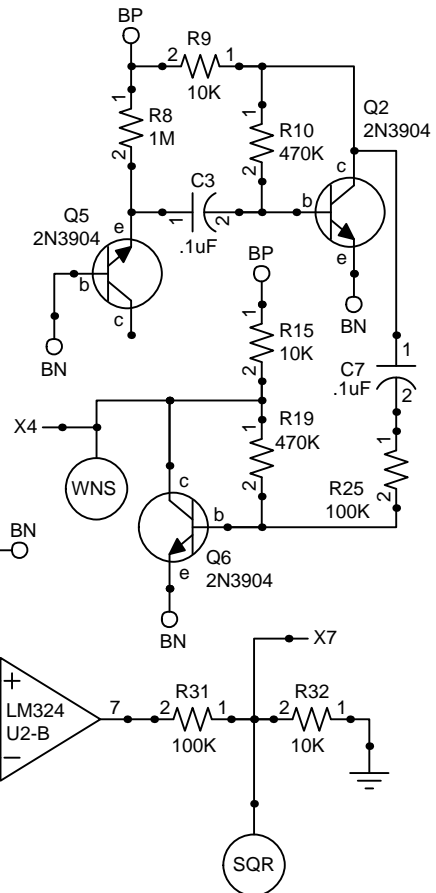 BP
2 R9 1
10K
1 R8 2
1M
1 R10 2
470K
Q2
2N3904
c
b
e
BN
C3
1 2
.1uF
Q5
2N3904
e
b
c
BN
BP
1 R15 2
10K
1 R19 2
470K
C7
.1uF
1
2
1 R25 2
100K
X4
WNS
c
b
e
Q6
2N3904
BN
BN
X7
+
LM324
U2-B
–
7
2 R31 1
100K
2 R32 1
10K
SQR